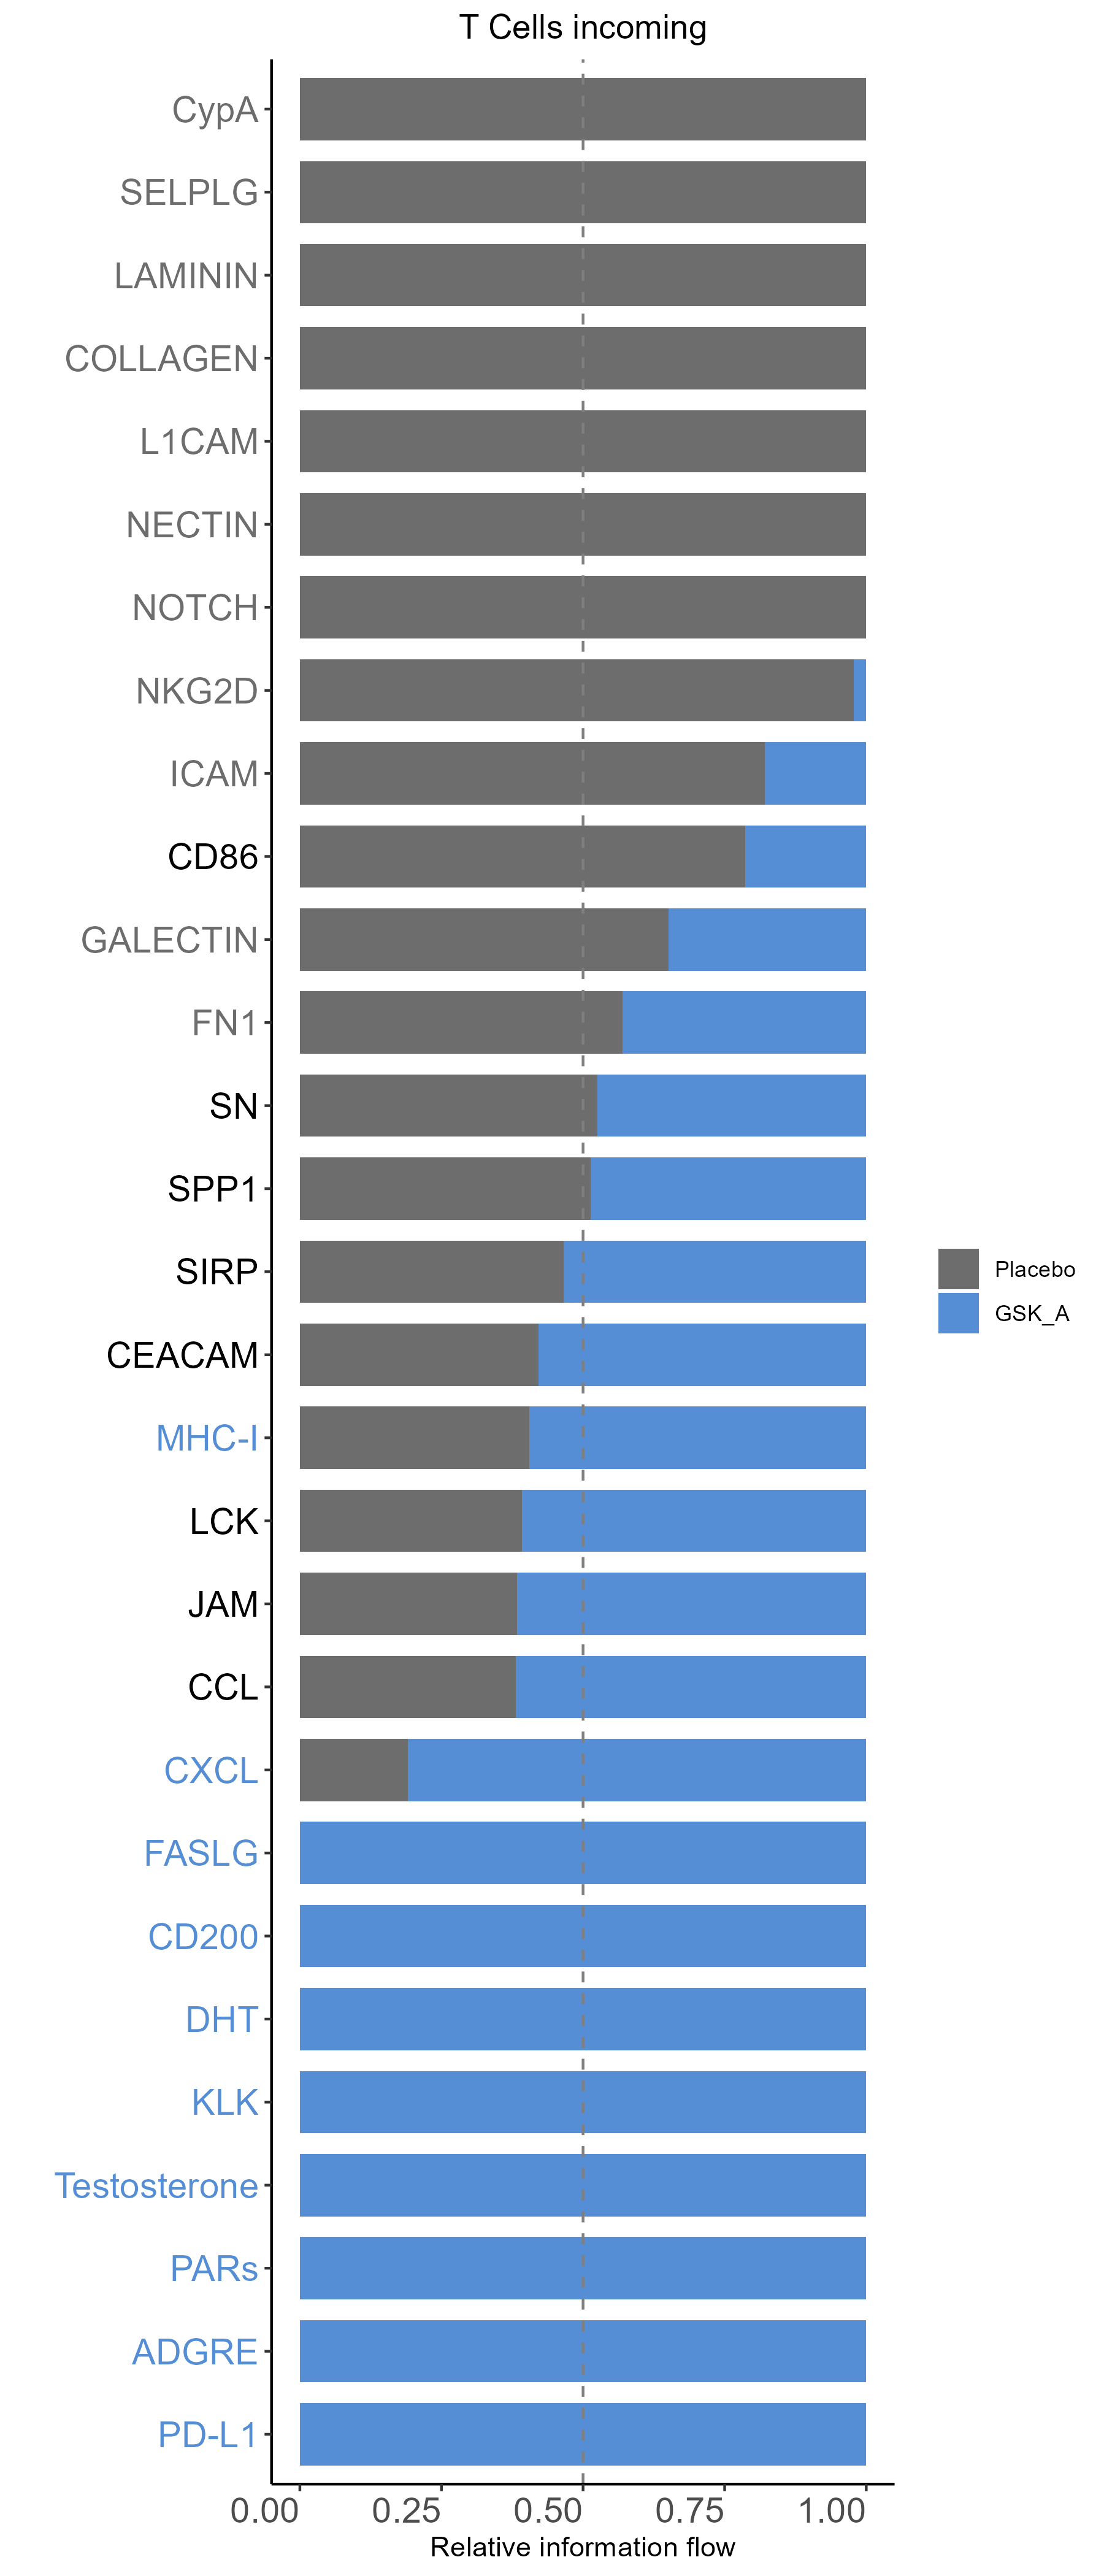 T Cells incoming
CypA
SELPLG
LAMININ
COLLAGEN
L1CAM
NECTIN
NOTCH
NKG2D
ICAM
CD86
GALECTIN
FN1
SN
SPP1
SIRP
CEACAM
MHC-I
LCK
JAM
CCL
CXCL
FASLG
CD200
DHT
KLK
Testosterone
PARs
ADGRE
PD-L1
0.00 0.25 0.50 0.75 1.00
Relative information flow
Placebo
GSK_A